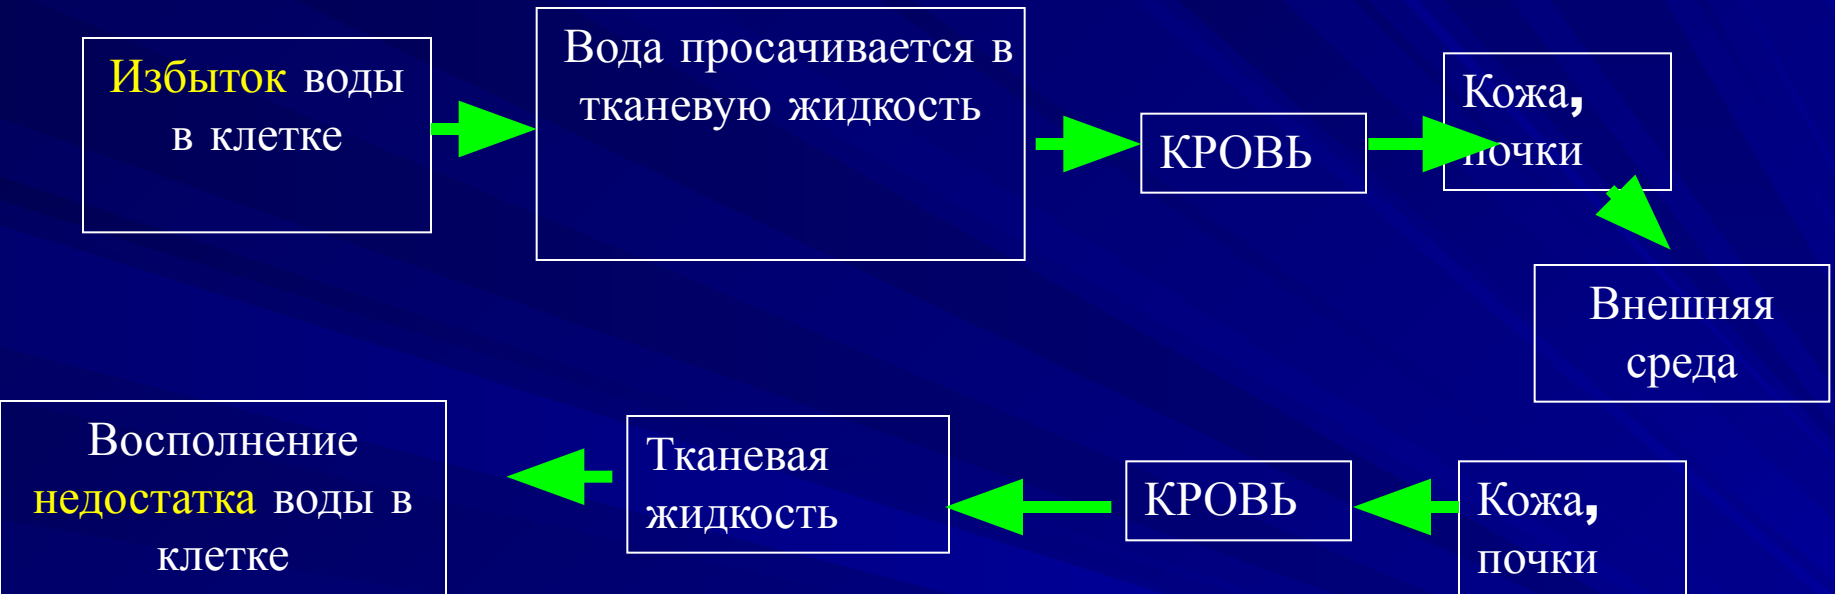 Избыток воды
в клетке
Вода просачивается в
тканевую жидкость
КРОВЬ
Кожа,
почки
Внешняя
среда
Восполнение
недостатка воды в
клетке
Тканевая
жидкость
КРОВЬ
Кожа,
почки